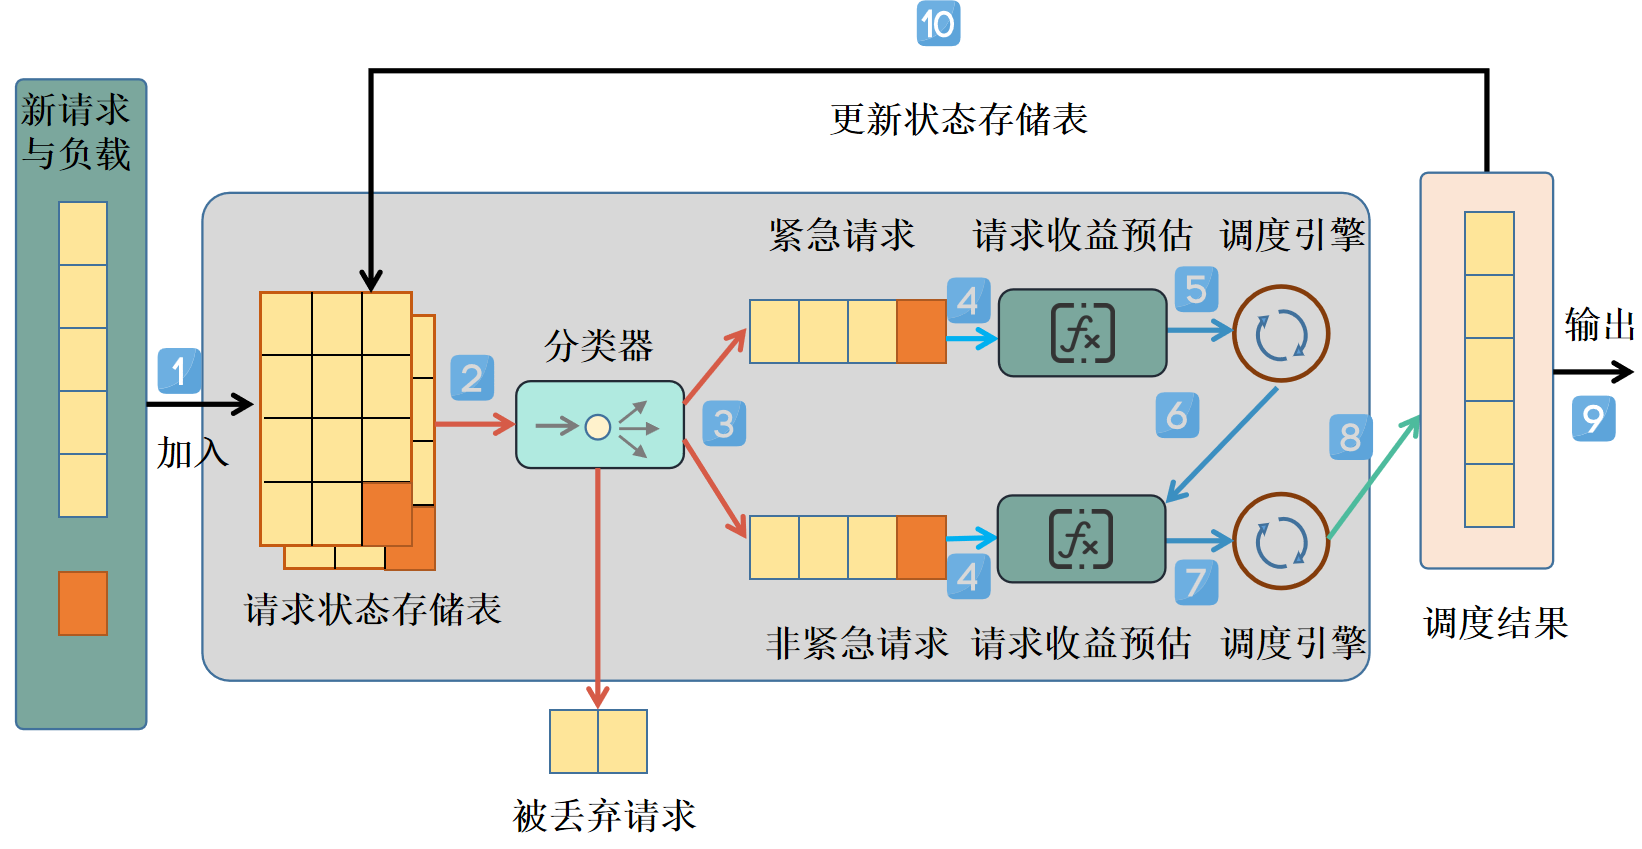 10
更新状态存储表
新请求
与负载
紧急请求
请求收益预估
调度引擎
1
加入
2
分类器
3
4
fx
5
6
8
输出
9
4
fx
7
请求状态存储表
非紧急请求
请求收益预估
调度引擎
调度结果
被丢弃请求